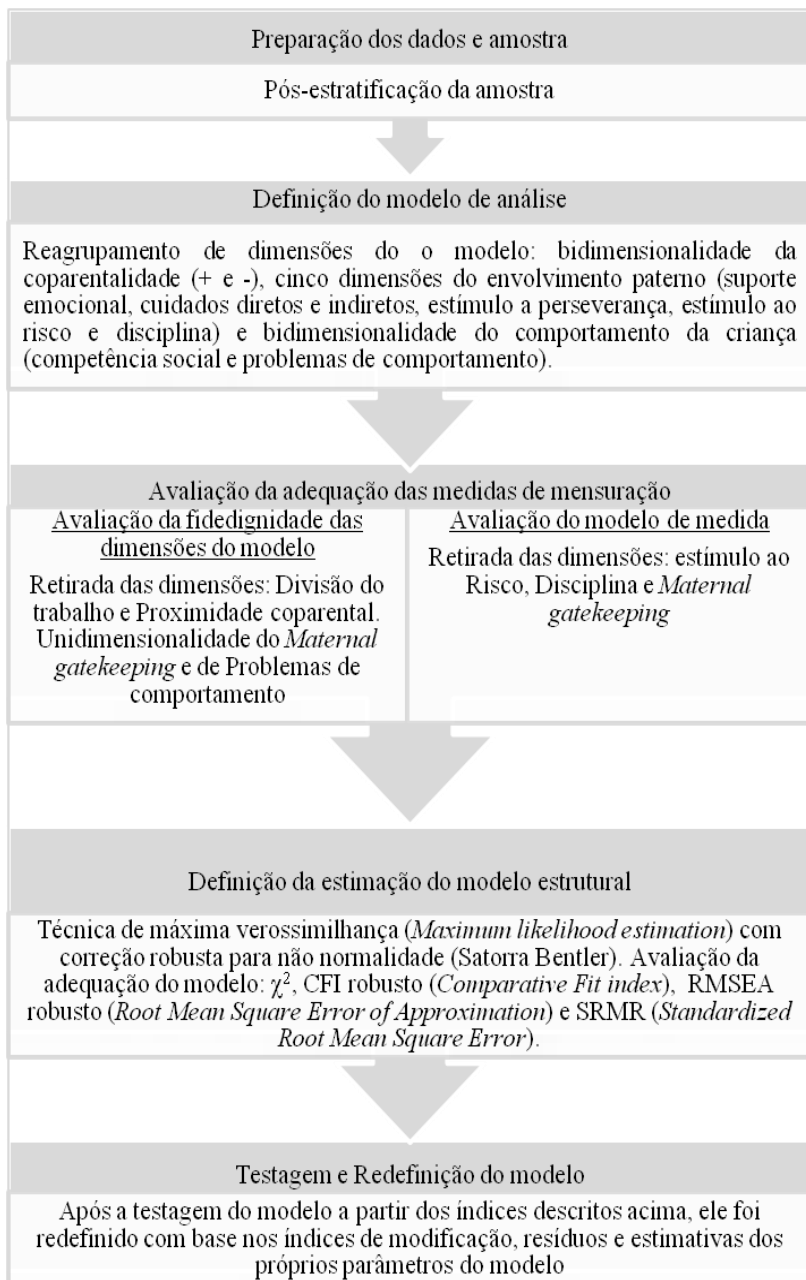 Preparação dos dados e amostra
Pós-estratificação da amostra
Definição do modelo de análise
Reagrupamento de dimensões do o modelo: bidimensionalidade da
coparentalidade (+ e -), cinco dimensões do envolvimento paterno (suporte
emocional, cuidados diretos e indiretos, estímulo a perseverança, estímulo ao
risco e disciplina) e bidimensionalidade do comportamento da criança
(competência social e problemas de comportamento).
Avaliação da adequação das medidas de mensuração
Avaliação da fidedignidade das
dimensões do modelo
Retirada das dimensões: Divisão do
trabalho e Proximidade coparental.
Unidimensionalidade do Maternal
gatekeeping e de Problemas de
comportamento
Avaliação do modelo de medida
Retirada das dimensões: estímulo ao
Risco, Disciplina e Maternal
gatekeeping
Definição da estimação do modelo estrutural
Técnica de máxima verossimilhança (Maximum likelihood estimation) com
correção robusta para não normalidade (Satorra Bentler). Avaliação da
adequação do modelo: χ², CFI robusto (Comparative Fit index), RMSEA
robusto (Root Mean Square Error of Approximation) e SRMR (Standardized
Root Mean Square Error).
Testagem e Redefinição do modelo
Após a testagem do modelo a partir dos índices descritos acima, ele foi
redefinido com base nos índices de modificação, resíduos e estimativas dos
próprios parâmetros do modelo